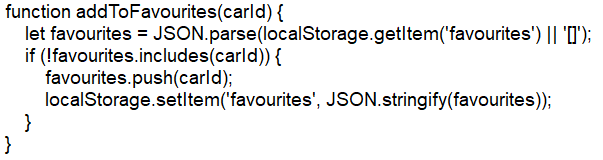 function addToFavourites(carId) {
    let favourites = JSON.parse(localStorage.getItem('favourites') || '[]');
    if (!favourites.includes(carId)) {
        favourites.push(carId);
        localStorage.setItem('favourites', JSON.stringify(favourites));
    }
}